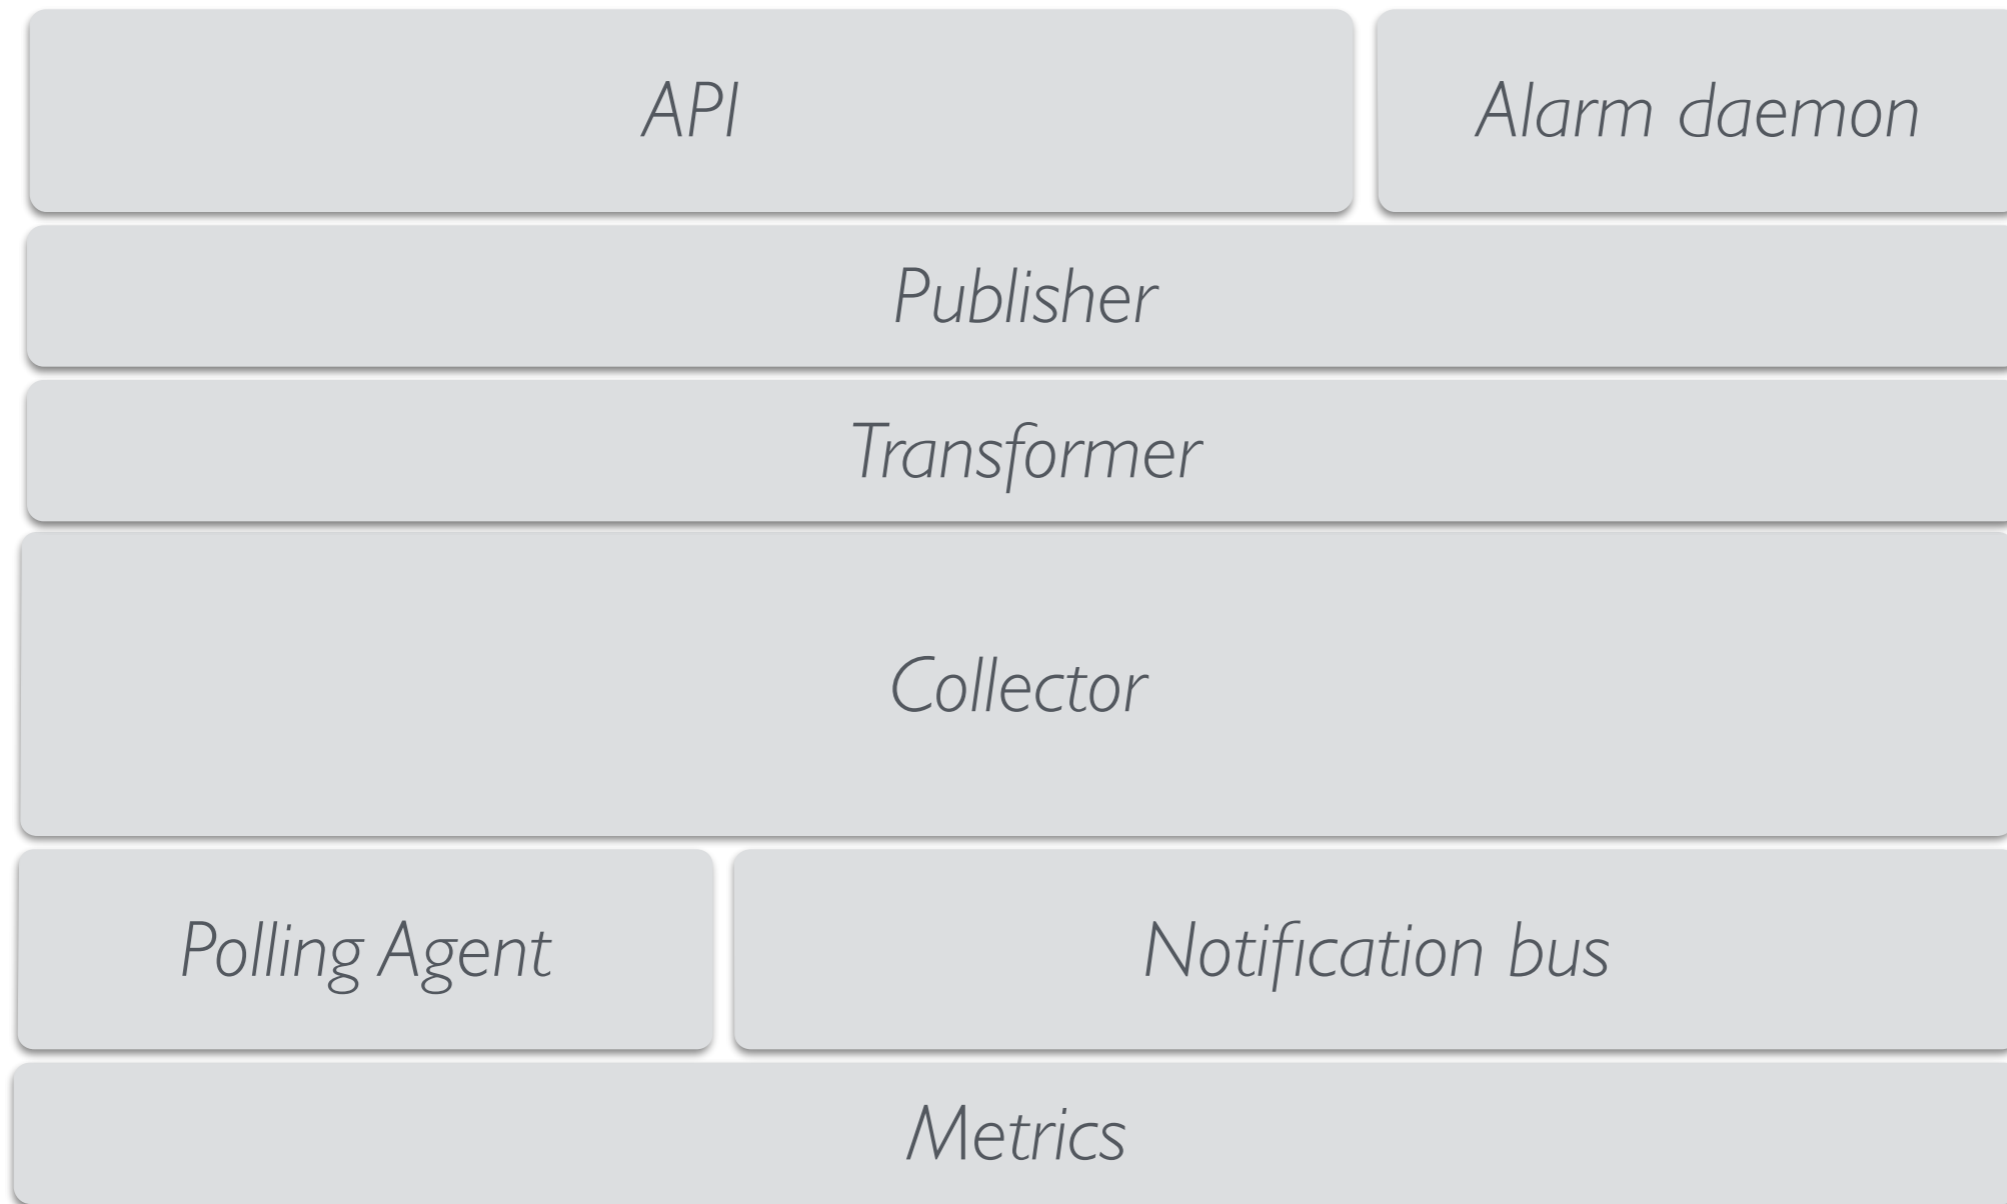 API
Alarm daemon
Publisher
Transformer
Collector
Polling Agent
Notification bus
Metrics